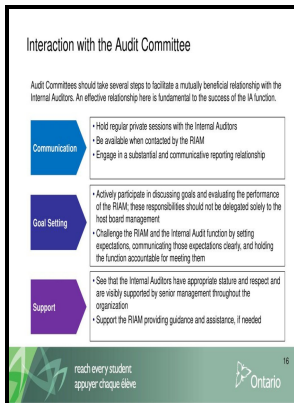 Interaction with the Audit Committee
Audit Committees should take several steps to facilitate a mutually beneficial relationship with the
Internal Auditors. An effective relationship here is fundamental to the success of the IA function.
Communication
• Hold regular private sessions with the Internal Auditors
• Be available when contacted by the RIAM
• Engage in a substantial and communicative reporting relationship
Goal Setting
• Actively participate in discussing goals and evaluating the performance
of the RIAM; these responsibilities should not be delegated solely to the
host board management
• Challenge the RIAM and the Internal Audit function by setting
expectations, communicating those expectations clearly, and holding
the function accountable for meeting them
Support
• See that the Internal Auditors have appropriate stature and respect and
are visibly supported by senior management throughout the
organization
• Support the RIAM providing guidance and assistance, if needed
16
reach every student
appuyer chaque élève
Ontario